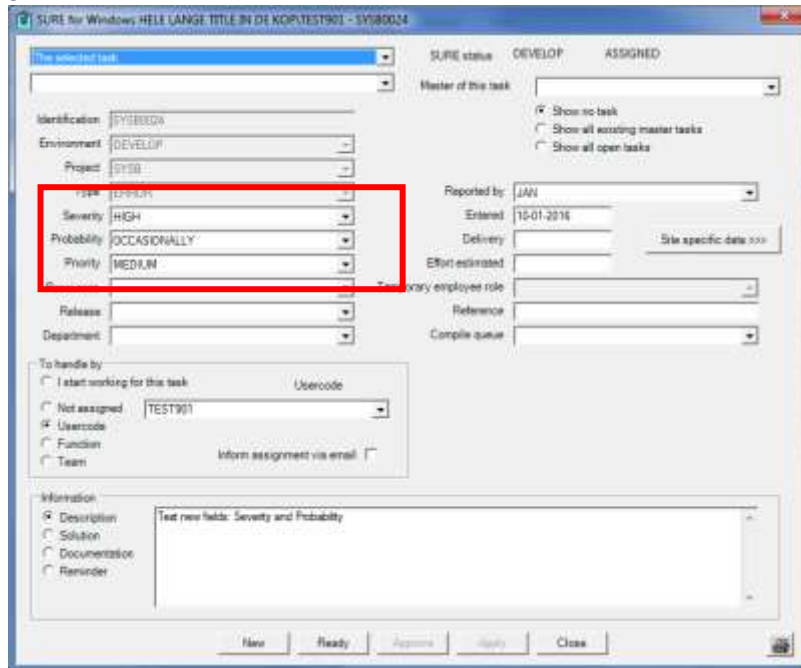 SURE for Windows HELE LANGE TITLE IN DE KOP\TEST901 - SYSB0024
The selected task
SURE status DEVELOP ASSIGNED
Master of this task
Show no task
Show all existing master tasks
Show all open tasks
Identification SYSB0024
Environment DEVELOP
Project SYSB
Type ERROR
Severity HIGH
Probability OCCASIONALLY
Priority MEDIUM
Release
Department
Reported by JAN
Entered 10-01-2016
Delivery
Site specific data >>>
Effort estimated
Temporary employee role
Reference
Compile queue
To handle by
I start working for this task
Usercode
Not assigned TEST901
Usercode
Function
Team
Inform assignment via email
Information
Description
Solution
Documentation
Reminder
Test new fields: Severity and Probability
New Ready Approve Apply Close